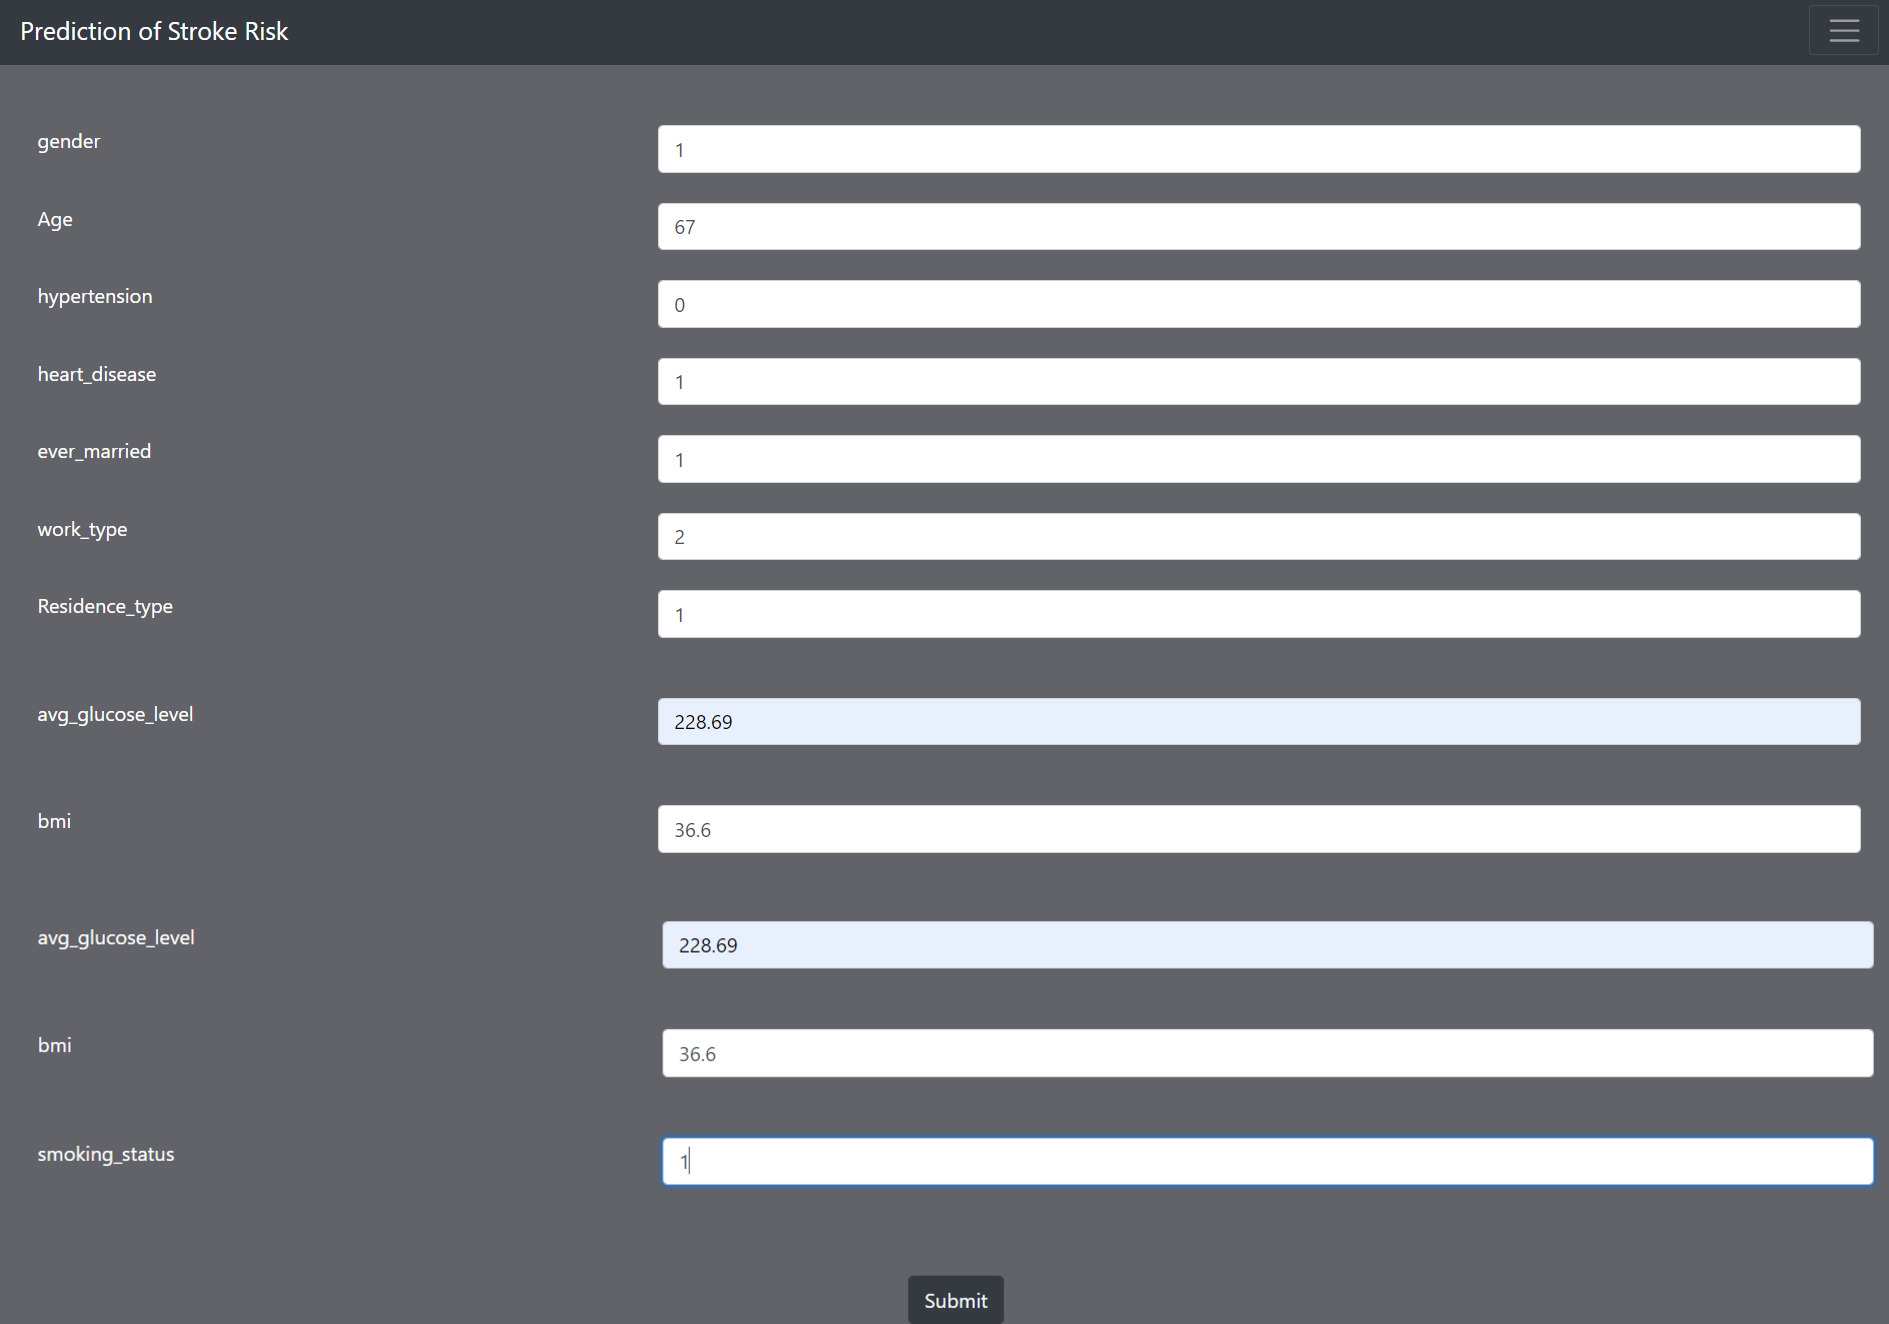 Prediction of Stroke Risk
gender 1
Age 67
hypertension 0
heart_disease 1
ever_married 1
work_type 2
Residence_type 1
avg_glucose_level 228.69
bmi 36.6
avg_glucose_level 228.69
bmi 36.6
smoking_status 1
Submit